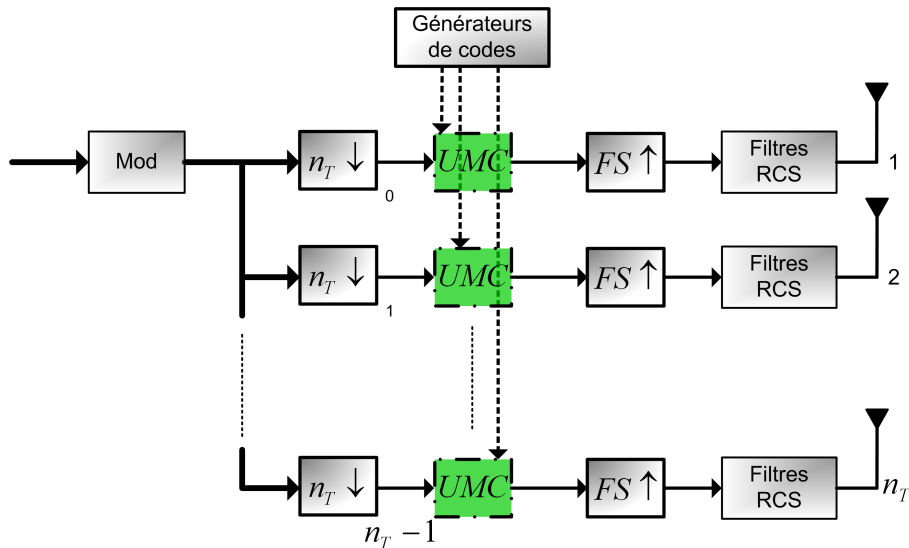 Générateurs
de codes
Mod
n_T ↓
0
UMC
FS ↑
Filtres
RCS
1
n_T ↓
1
UMC
FS ↑
Filtres
RCS
2
n_T ↓
n_T − 1
UMC
FS ↑
Filtres
RCS
n_T